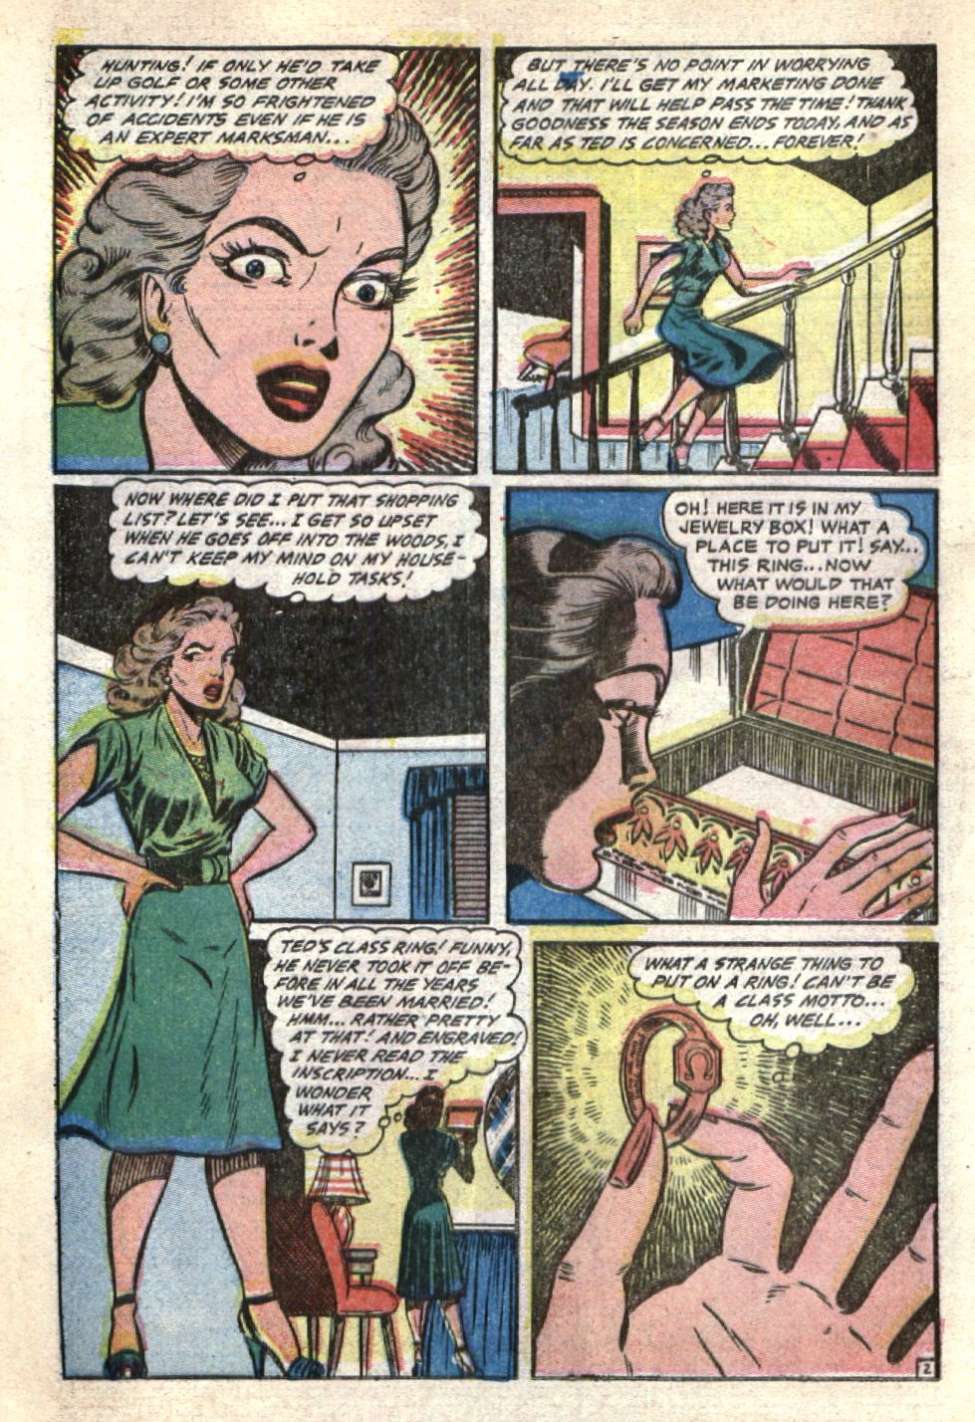 HUNTING! IF ONLY HE'D TAKE
UP GOLF OR SOME OTHER
ACTIVITY! I'M SO FRIGHTENED
OF ACCIDENTS EVEN IF HE IS
AN EXPERT MARKSMAN...
BUT THERE'S NO POINT IN WORRYING
ALL DAY. I'LL GET MY MARKETING DONE
AND THAT WILL HELP PASS THE TIME! THANK
GOODNESS THE SEASON ENDS TODAY, AND AS
FAR AS TED IS CONCERNED... FOREVER!
NOW WHERE DID I PUT THAT SHOPPING
LIST? LET'S SEE... I GET SO UPSET
WHEN HE GOES OFF INTO THE WOODS, I
CAN'T KEEP MY MIND ON MY HOUSE-
HOLD TASKS!
OH! HERE IT IS IN MY
JEWELRY BOX! WHAT A
PLACE TO PUT IT! SAY...
THIS RING... NOW
WHAT WOULD THAT
BE DOING HERE?
TED'S CLASS RING! FUNNY,
HE NEVER TOOK IT OFF BE-
FORE IN ALL THE YEARS
WE'VE BEEN MARRIED!
HMM... RATHER PRETTY
AT THAT! AND ENGRAVED!
I NEVER READ THE
INSCRIPTION... I
WONDER
WHAT IT
SAYS?
WHAT A STRANGE THING TO
PUT ON A RING! CAN'T BE
A CLASS MOTTO...
OH, WELL...
Ω
2